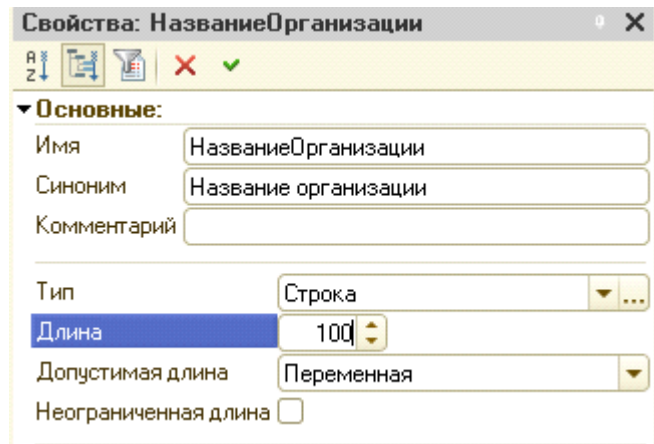 Свойства: НазваниеОрганизации
Основные:
Имя НазваниеОрганизации
Синоним Название организации
Комментарий
Тип Строка ...
Длина 100
Допустимая длина Переменная
Неограниченная длина